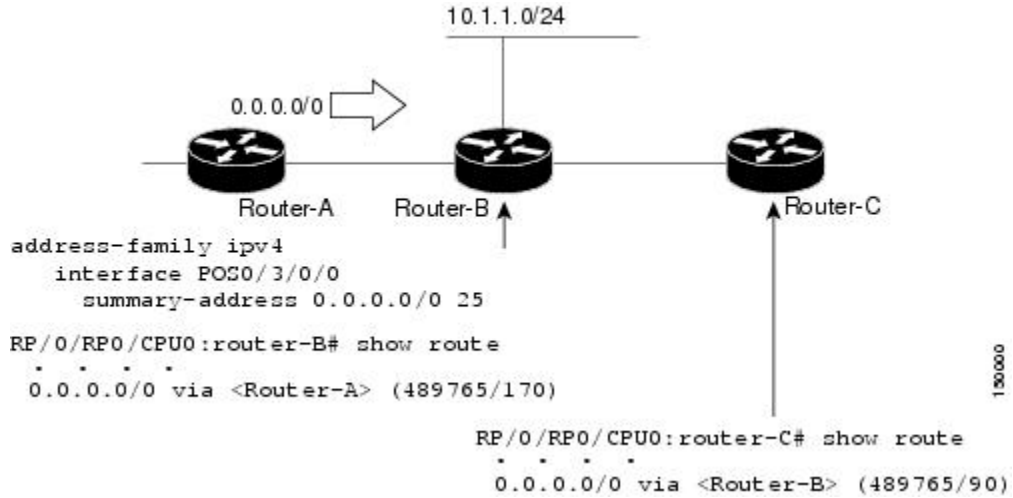 10.1.1.0/24
0.0.0.0/0
Router-A
Router-B
Router-C
address-family ipv4
interface POS0/3/0/0
summary-address 0.0.0.0/0 25
RP/0/RP0/CPU0:router-B# show route
. . . .
0.0.0.0/0 via <Router-A> (489765/170)
150000
RP/0/RP0/CPU0:router-C# show route
. . . .
0.0.0.0/0 via <Router-B> (489765/90)